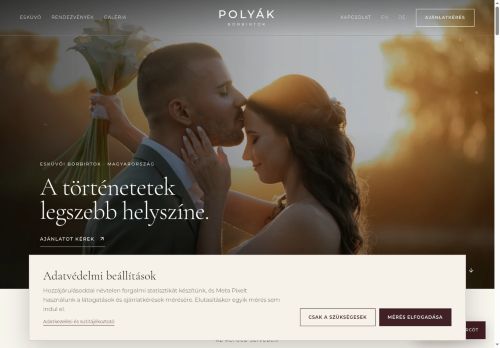 ESKÜVŐ RENDEZVÉNYEK GALÉRIA
POLYÁK
BORBIRTOK
KAPCSOLAT EN DE AJÁNLATKÉRÉS
ESKÜVŐI BORBIRTOK · MAGYARORSZÁG
A történetetek
legszebb helyszíne.
AJÁNLATOT KÉREK
Adatvédelmi beállítások
Hozzájárulásoddal névtelen forgalmi statisztikát készítünk, és Meta Pixelt
használunk a látogatások és ajánlatkérések mérésére. Elutasításkor egyik mérés sem
indul el.
Adatkezelési és sütitájékoztató
CSAK A SZÜKSÉGESEK
MÉRÉS ELFOGADÁSA